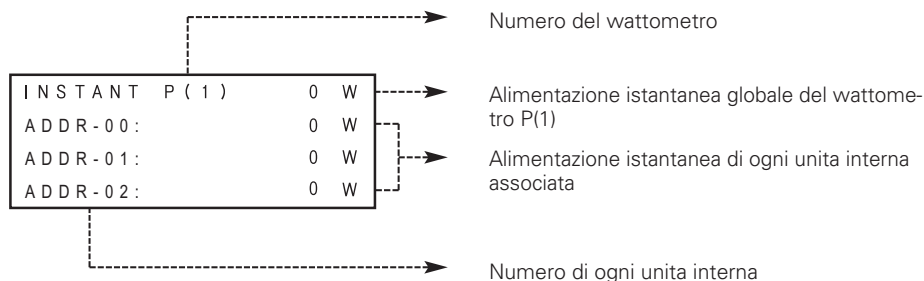 Numero del wattometro
INSTANT P(1) 0 W
Alimentazione istantanea globale del wattome-
tro P(1)
ADDR-00: 0 W
ADDR-01: 0 W
ADDR-02: 0 W
Alimentazione istantanea di ogni unita interna
associata
Numero di ogni unita interna